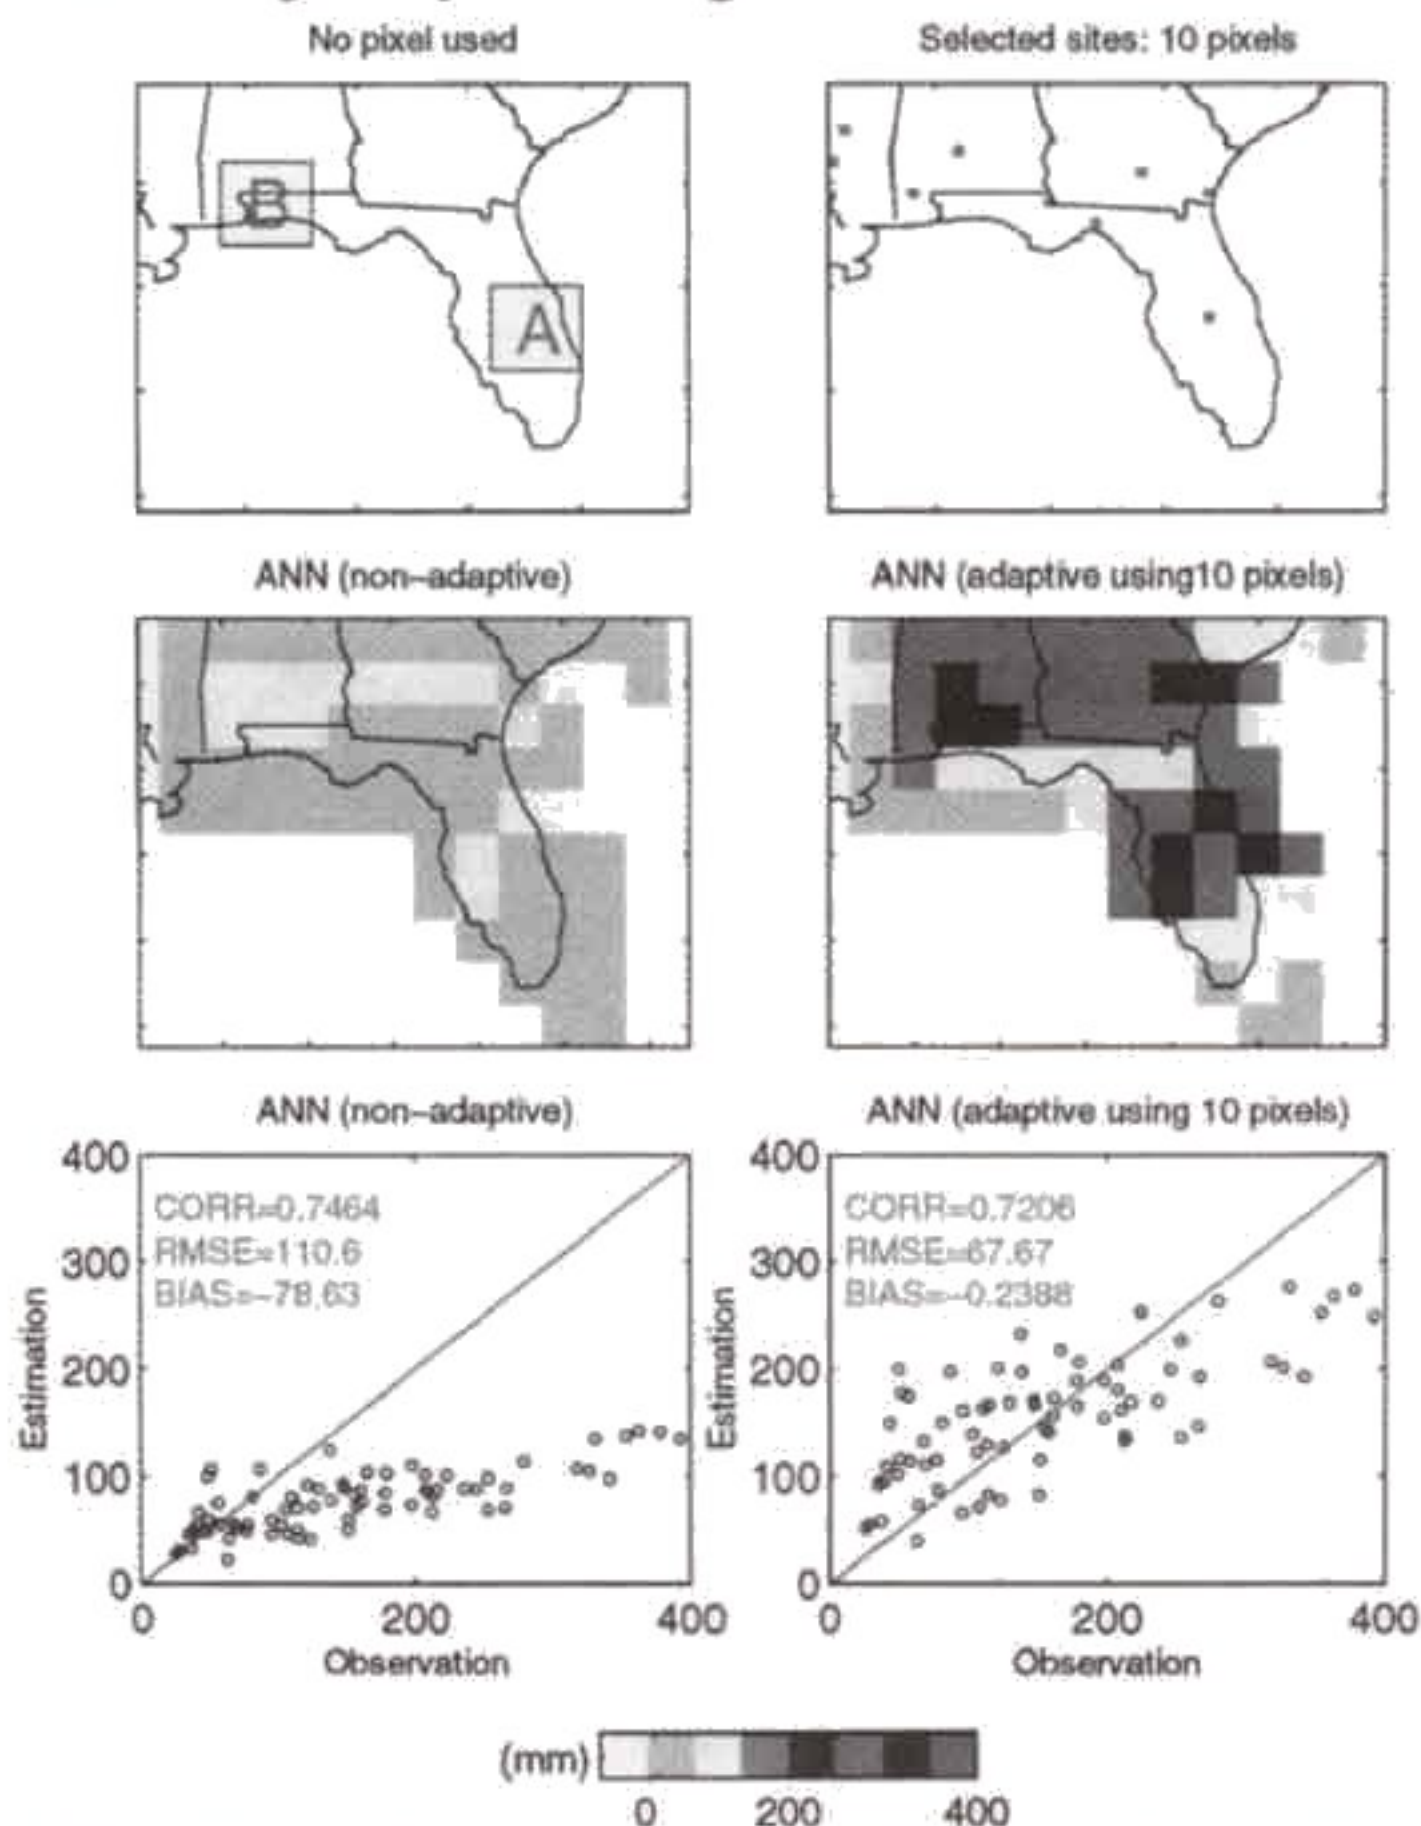 No pixel used
Selected sites: 10 pixels
B
A
ANN (non-adaptive)
ANN (adaptive using10 pixels)
ANN (non-adaptive)
ANN (adaptive using 10 pixels)
400
300
200
100
0
Estimation
CORR=0.7464
RMSE=110.6
BIAS=-78.63
0
200
400
Observation
400
300
200
100
0
Estimation
CORR=0.7206
RMSE=67.67
BIAS=-0.2388
0
200
400
Observation
(mm)
0
200
400